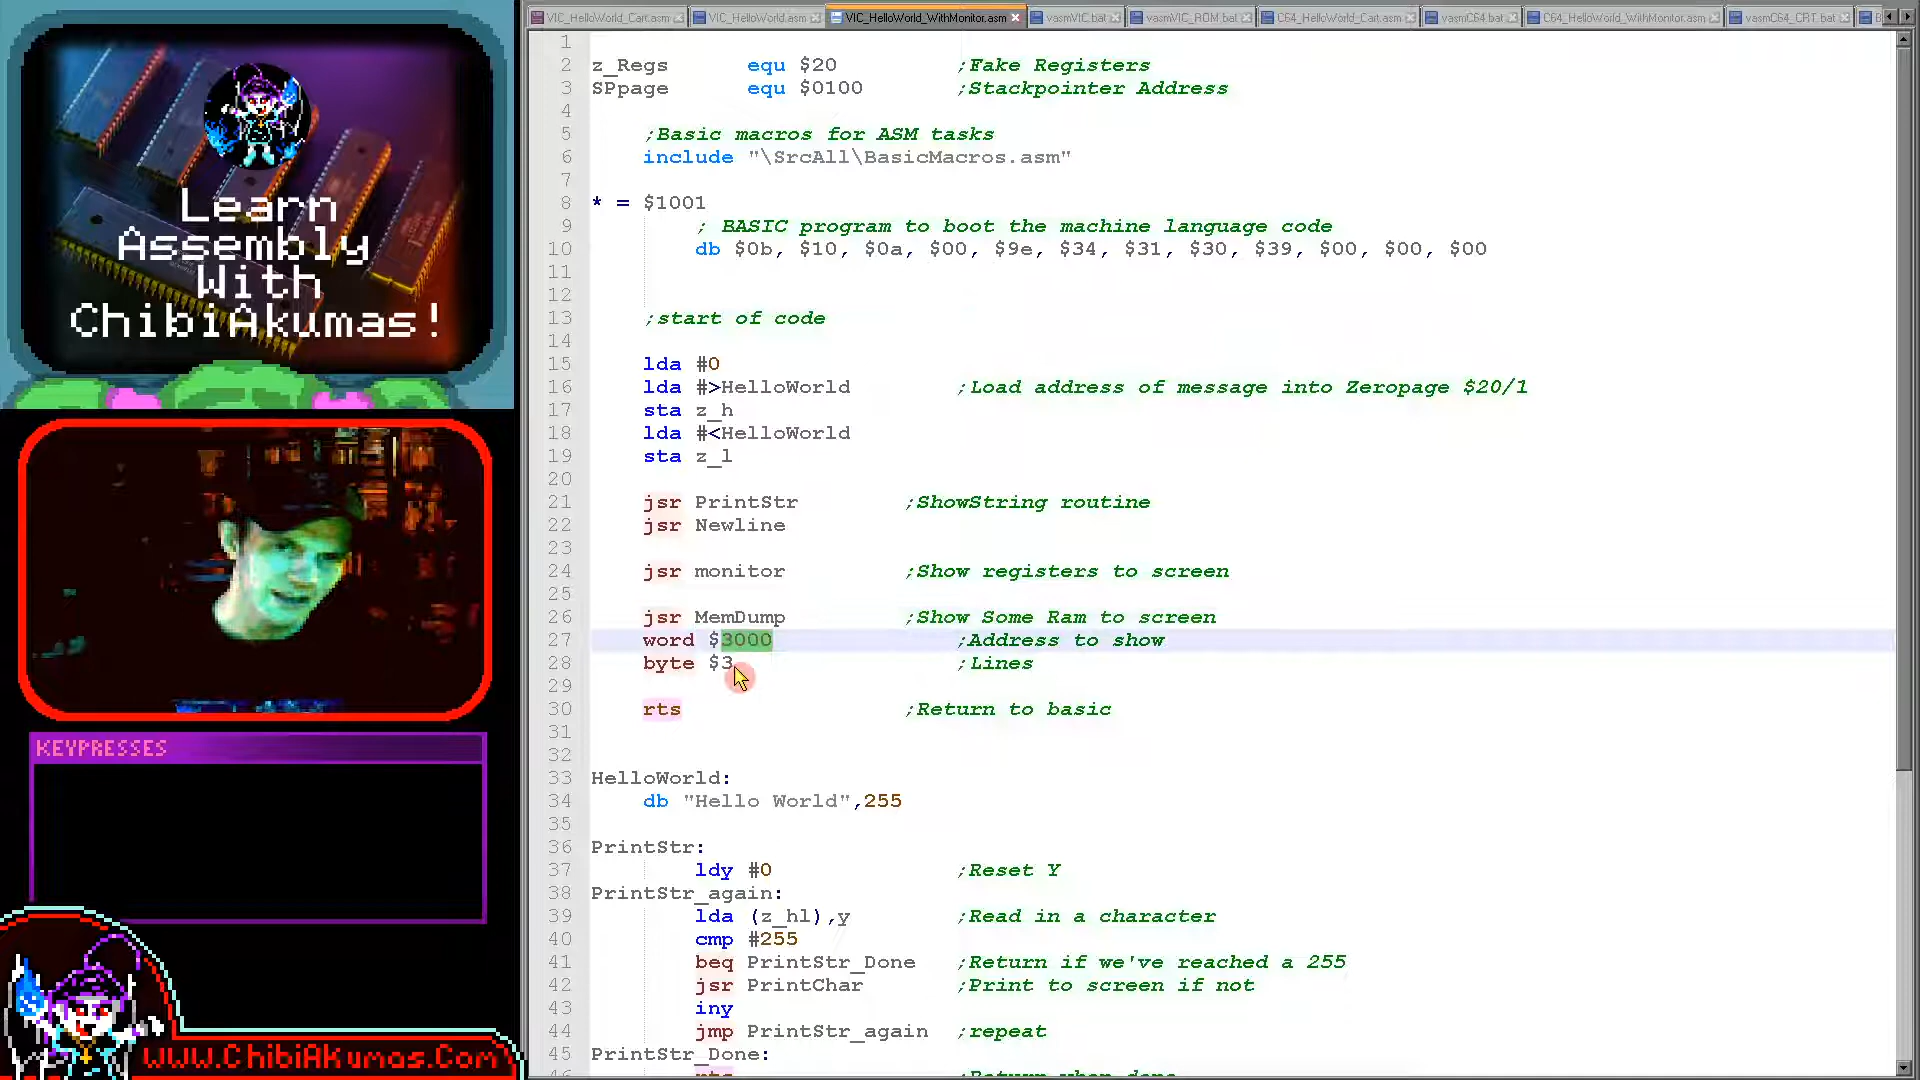 VIC_HelloWorld_Cart.asm
VIC_HelloWorld.asm
VIC_HelloWorld_WithMonitor.asm
vasmVIC.bat
vasmVIC_ROM.bat
C64_HelloWorld_Cart.asm
vasmC64.bat
C64_HelloWorld_WithMonitor.asm
vasmC64_CRT.bat
Learn
Assembly
With
ChibiAkumas!
KEYPRESSES
www.ChibiAkumas.Com
1
2 z_Regs equ $20 ;Fake Registers
3 SPpage equ $0100 ;Stackpointer Address
4
5 ;Basic macros for ASM tasks
6 include "\SrcAll\BasicMacros.asm"
7
8 * = $1001
9 ; BASIC program to boot the machine language code
10 db $0b, $10, $0a, $00, $9e, $34, $31, $30, $39, $00, $00, $00
11
12
13 ;start of code
14
15 lda #0
16 lda #>HelloWorld ;Load address of message into Zeropage $20/1
17 sta z_h
18 lda #<HelloWorld
19 sta z_l
20
21 jsr PrintStr ;ShowString routine
22 jsr Newline
23
24 jsr monitor ;Show registers to screen
25
26 jsr MemDump ;Show Some Ram to screen
27 word $3000 ;Address to show
28 byte $3 ;Lines
29
30 rts ;Return to basic
31
32
33 HelloWorld:
34 db "Hello World",255
35
36 PrintStr:
37 ldy #0 ;Reset Y
38 PrintStr_again:
39 lda (z_hl),y ;Read in a character
40 cmp #255
41 beq PrintStr_Done ;Return if we've reached a 255
42 jsr PrintChar ;Print to screen if not
43 iny
44 jmp PrintStr_again ;repeat
45 PrintStr_Done:
46 rts ;Return when done